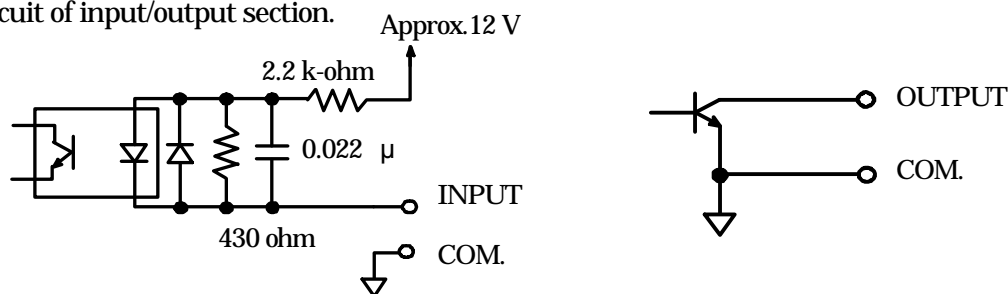 cuit of input/output section.
Approx.12 V
2.2 k-ohm
0.022 μ
INPUT
430 ohm
COM.
OUTPUT
COM.